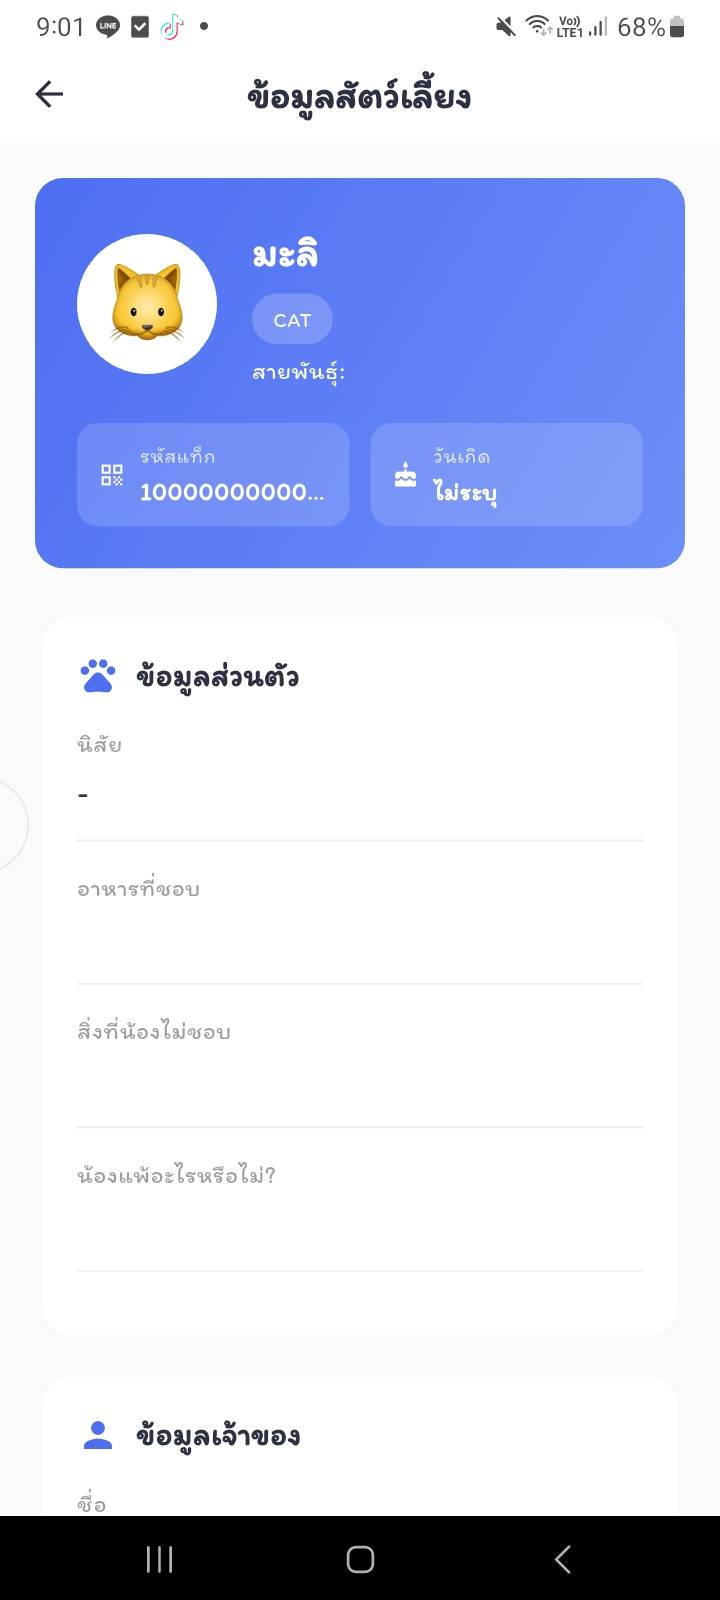 9:01 LINE Vo)) LTE1 68%
ข้อมูลสัตว์เลี้ยง
มะลิ
CAT
สายพันธุ์:
รหัสแท็ก
10000000000...
วันเกิด
ไม่ระบุ
ข้อมูลส่วนตัว
นิสัย
-
อาหารที่ชอบ
สิ่งที่น้องไม่ชอบ
น้องแพ้อะไรหรือไม่?
ข้อมูลเจ้าของ
ชื่อ